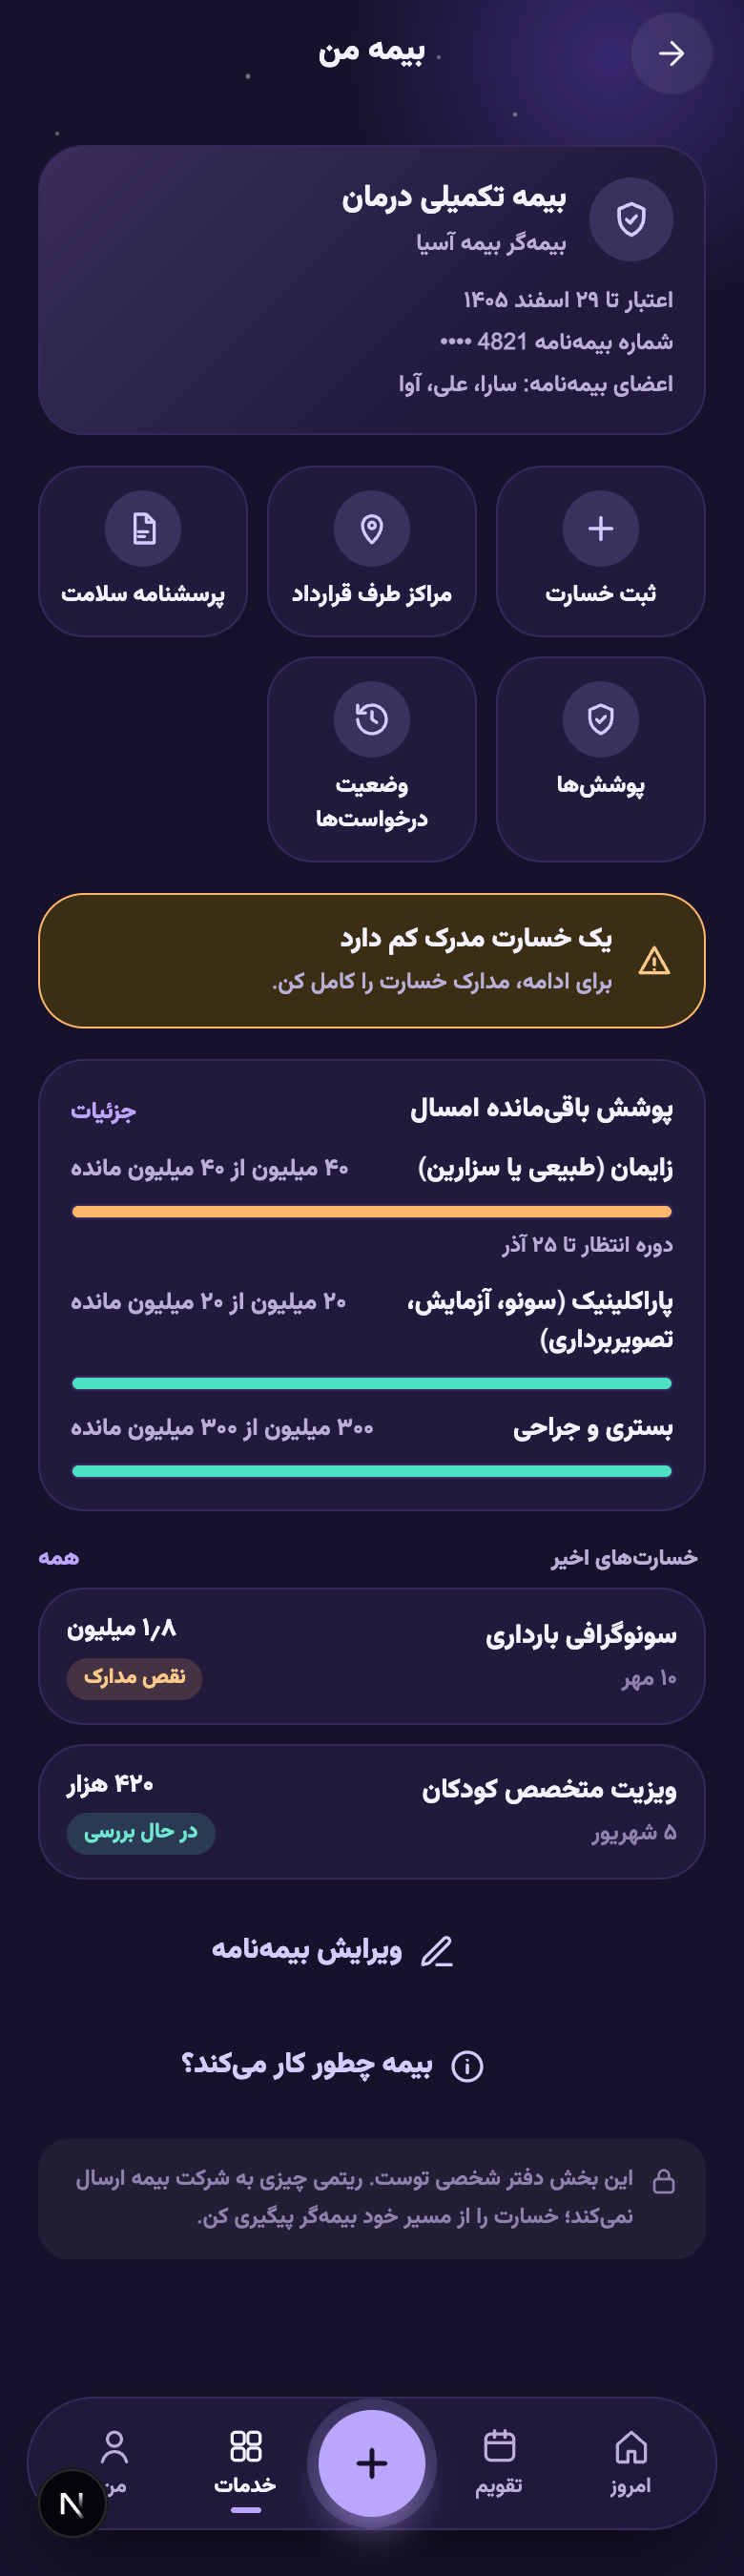 بیمه من
بیمه تکمیلی درمان
بیمه‌گر بیمه آسیا
اعتبار تا ۲۹ اسفند ۱۴۰۵
شماره بیمه‌نامه 4821 ••••
اعضای بیمه‌نامه: سارا، علی، آوا
ثبت خسارت
مراکز طرف قرارداد
پرسشنامه سلامت
پوشش‌ها
وضعیت
درخواست‌ها
یک خسارت مدرک کم دارد
برای ادامه، مدارک خسارت را کامل کن.
پوشش باقی‌مانده امسال
جزئیات
زایمان (طبیعی یا سزارین)
۴۰ میلیون از ۴۰ میلیون مانده
دوره انتظار تا ۲۵ آذر
پاراکلینیک (سونو، آزمایش،
تصویربرداری)
۲۰ میلیون از ۲۰ میلیون مانده
بستری و جراحی
۳۰۰ میلیون از ۳۰۰ میلیون مانده
خسارت‌های اخیر
همه
سونوگرافی بارداری
۱٫۸ میلیون
۱۰ مهر
نقص مدارک
ویزیت متخصص کودکان
۴۲۰ هزار
۵ شهریور
در حال بررسی
ویرایش بیمه‌نامه
بیمه چطور کار می‌کند؟
این بخش دفتر شخصی توست. ریتمی چیزی به شرکت بیمه ارسال
نمی‌کند؛ خسارت را از مسیر خود بیمه‌گر پیگیری کن.
امروز
تقویم
خدمات
من
N